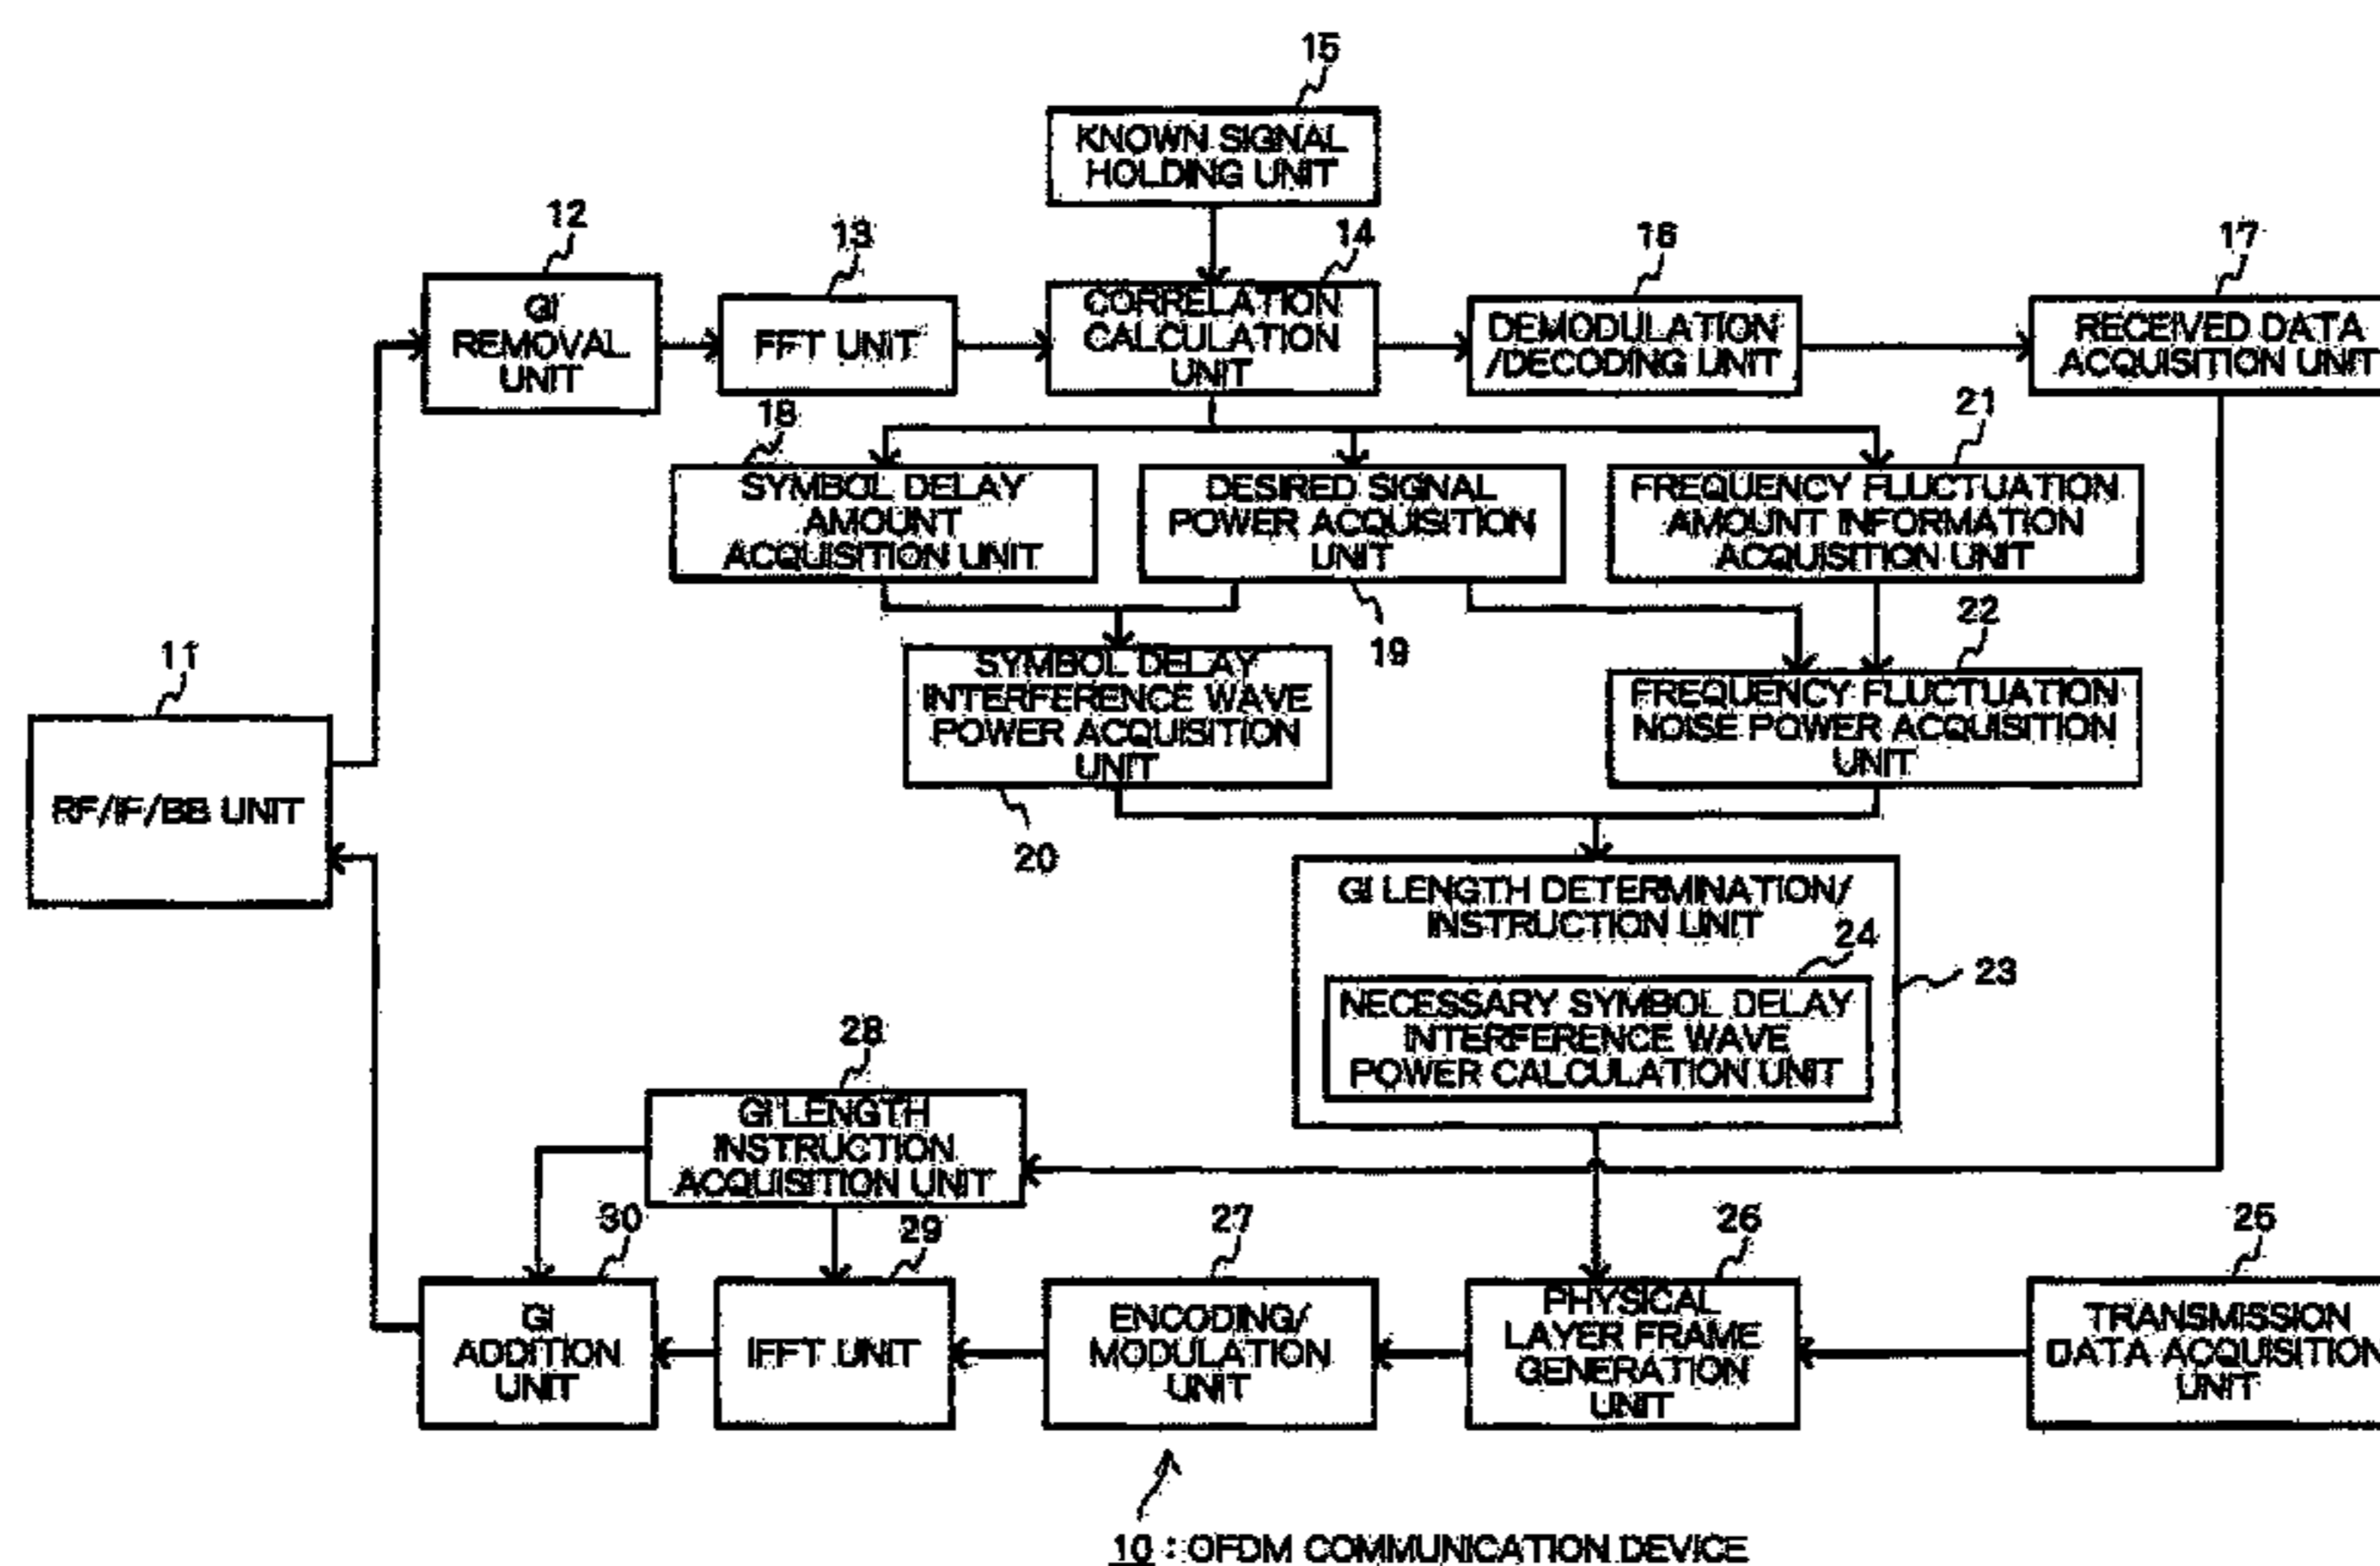 15
KNOWN SIGNAL
HOLDING UNIT
12
GI
REMOVAL
UNIT
13
FFT UNIT
14
CORRELATION
CALCULATION
UNIT
16
DEMODULATION
/DECODING UNIT
17
RECEIVED DATA
ACQUISITION UNIT
18
SYMBOL DELAY
AMOUNT
ACQUISITION UNIT
DESIRED SIGNAL
POWER ACQUISITION
UNIT
19
21
FREQUENCY FLUCTUATION
AMOUNT INFORMATION
ACQUISITION UNIT
11
RF/IF/BB UNIT
SYMBOL DELAY
INTERFERENCE WAVE
POWER ACQUISITION
UNIT
20
22
FREQUENCY FLUCTUATION
NOISE POWER ACQUISITION
UNIT
GI LENGTH DETERMINATION/
INSTRUCTION UNIT
24
23
NECESSARY SYMBOL DELAY
INTERFERENCE WAVE
POWER CALCULATION UNIT
28
GI LENGTH
INSTRUCTION
ACQUISITION UNIT
30
GI
ADDITION
UNIT
29
IFFT UNIT
27
ENCODING/
MODULATION
UNIT
26
PHYSICAL
LAYER FRAME
GENERATION
UNIT
25
TRANSMISSION
DATA ACQUISITION
UNIT
10 : OFDM COMMUNICATION DEVICE